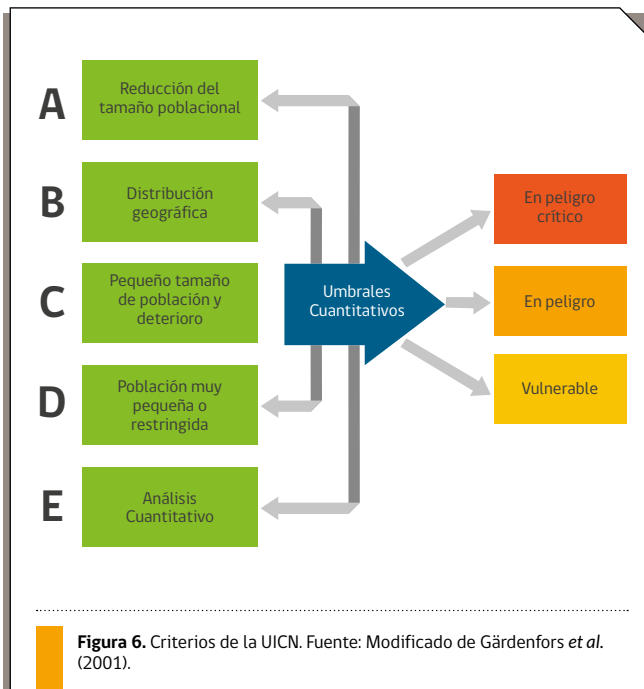 A
Reducción del
tamaño poblacional
B
Distribución
geográfica
C
Pequeño tamaño
de población y
deterioro
D
Población muy
pequeña o
restringida
E
Análisis
Cuantitativo
Umbrales
Cuantitativos
En peligro
crítico
En peligro
Vulnerable
Figura 6. Criterios de la UICN. Fuente: Modificado de Gärdenfors et al.
(2001).